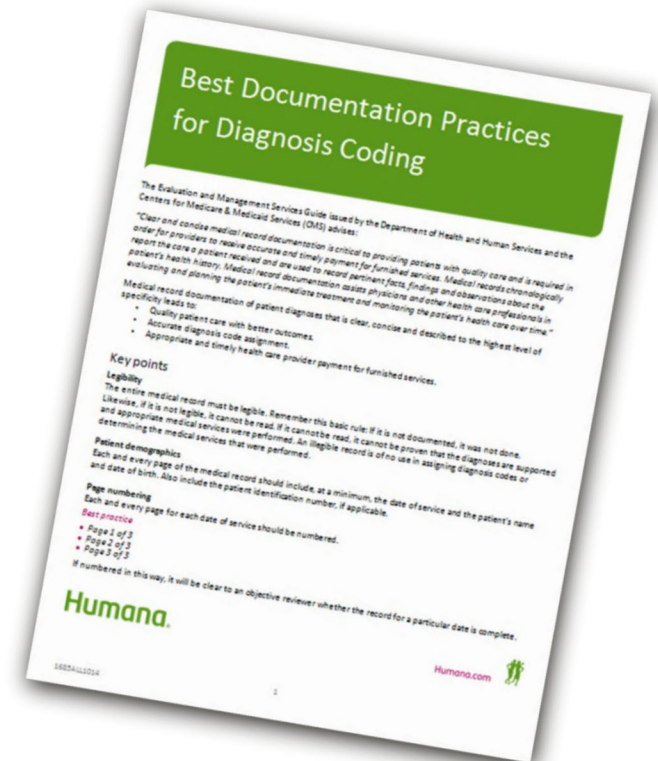 Best Documentation Practices
for Diagnosis Coding
The Evaluation and Management Services Guide issued by the Department of Health and Human Services and the
Centers for Medicare & Medicaid Services (CMS) advises:
"Clear and concise medical record documentation is critical to providing patients with quality care and is required in
order for providers to receive accurate and timely payment for furnished services. Medical records chronologically
report the care a patient received and are used to record pertinent facts, findings and observations about the
patient's health history. Medical record documentation assists physicians and other health care professionals in
evaluating and planning the patient's immediate treatment and monitoring the patient's health care over time."
Medical record documentation of patient diagnoses that is clear, concise and described to the highest level of
specificity leads to:
• Quality patient care with better outcomes.
• Accurate diagnosis code assignment.
• Appropriate and timely health care provider payment for furnished services.
Key points
Legibility
The entire medical record must be legible. Remember this basic rule: If it is not documented, it was not done.
Likewise, if it is not legible, it cannot be read. If it cannot be read, it cannot be proven that the diagnoses are supported
and appropriate medical services were performed. An illegible record is of no use in assigning diagnosis codes or
determining the medical services that were performed.
Patient demographics
Each and every page of the medical record should include, at a minimum, the date of service and the patient's name
and date of birth. Also include the patient identification number, if applicable.
Page numbering
Each and every page for each date of service should be numbered.
Best practice
• Page 1 of 3
• Page 2 of 3
• Page 3 of 3
If numbered in this way, it will be clear to an objective reviewer whether the record for a particular date is complete.
Humana.
Humana.com
1